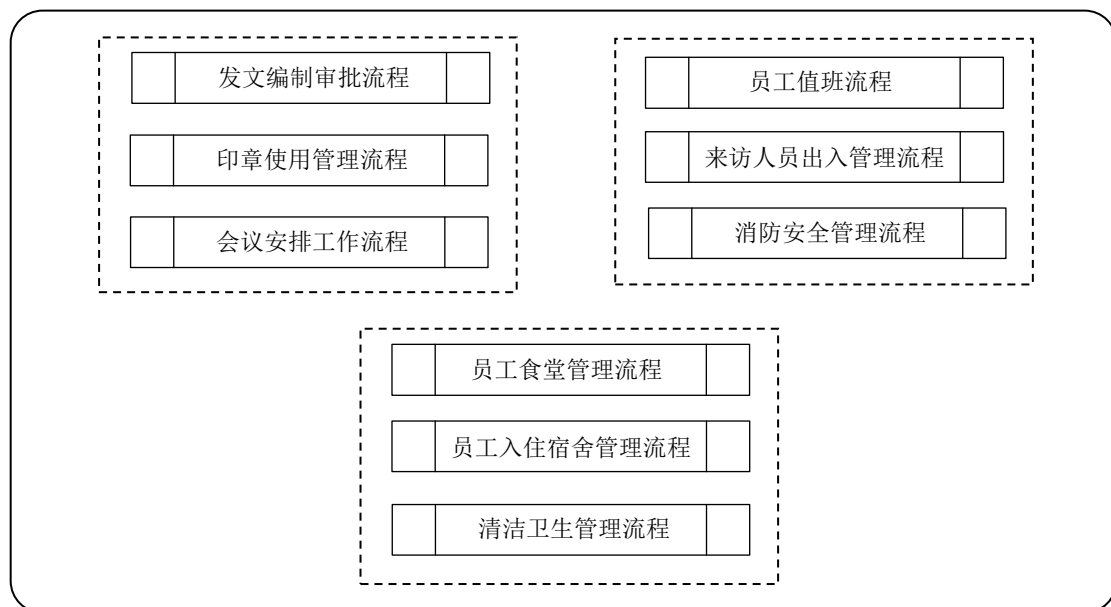 发文编制审批流程
印章使用管理流程
会议安排工作流程
员工值班流程
来访人员出入管理流程
消防安全管理流程
员工食堂管理流程
员工入住宿舍管理流程
清洁卫生管理流程